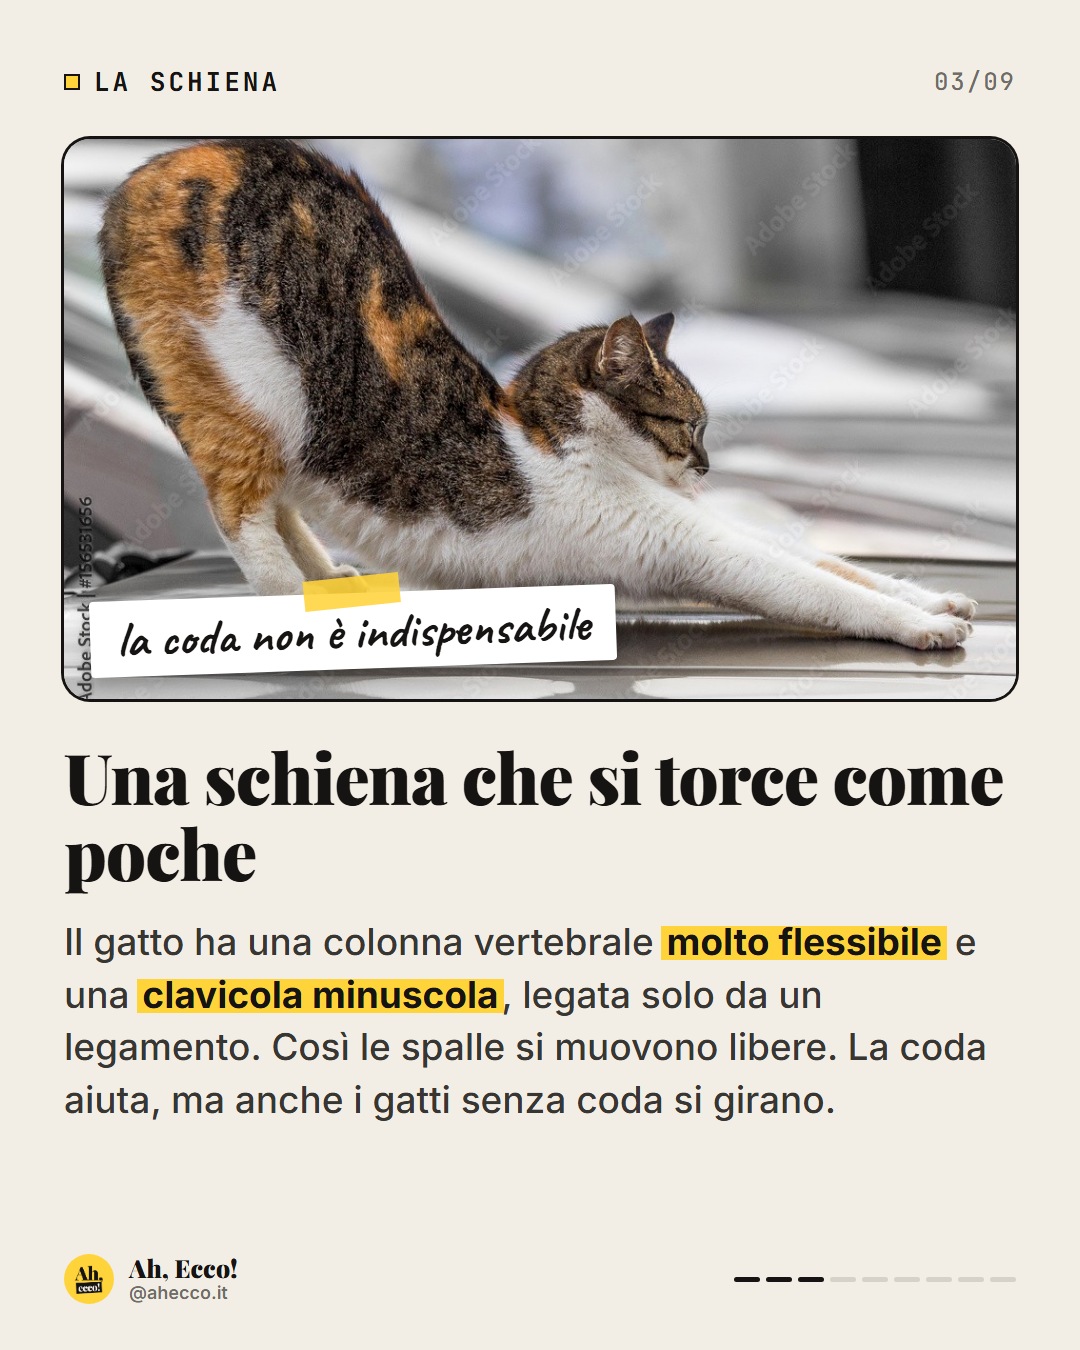 LA SCHIENA
03/09
Adobe Stock | #156531656
la coda non è indispensabile
Una schiena che si torce come
poche
Il gatto ha una colonna vertebrale molto flessibile e
una clavicola minuscola, legata solo da un
legamento. Così le spalle si muovono libere. La coda
aiuta, ma anche i gatti senza coda si girano.
Ah, ecco!
Ah, Ecco!
@ahecco.it